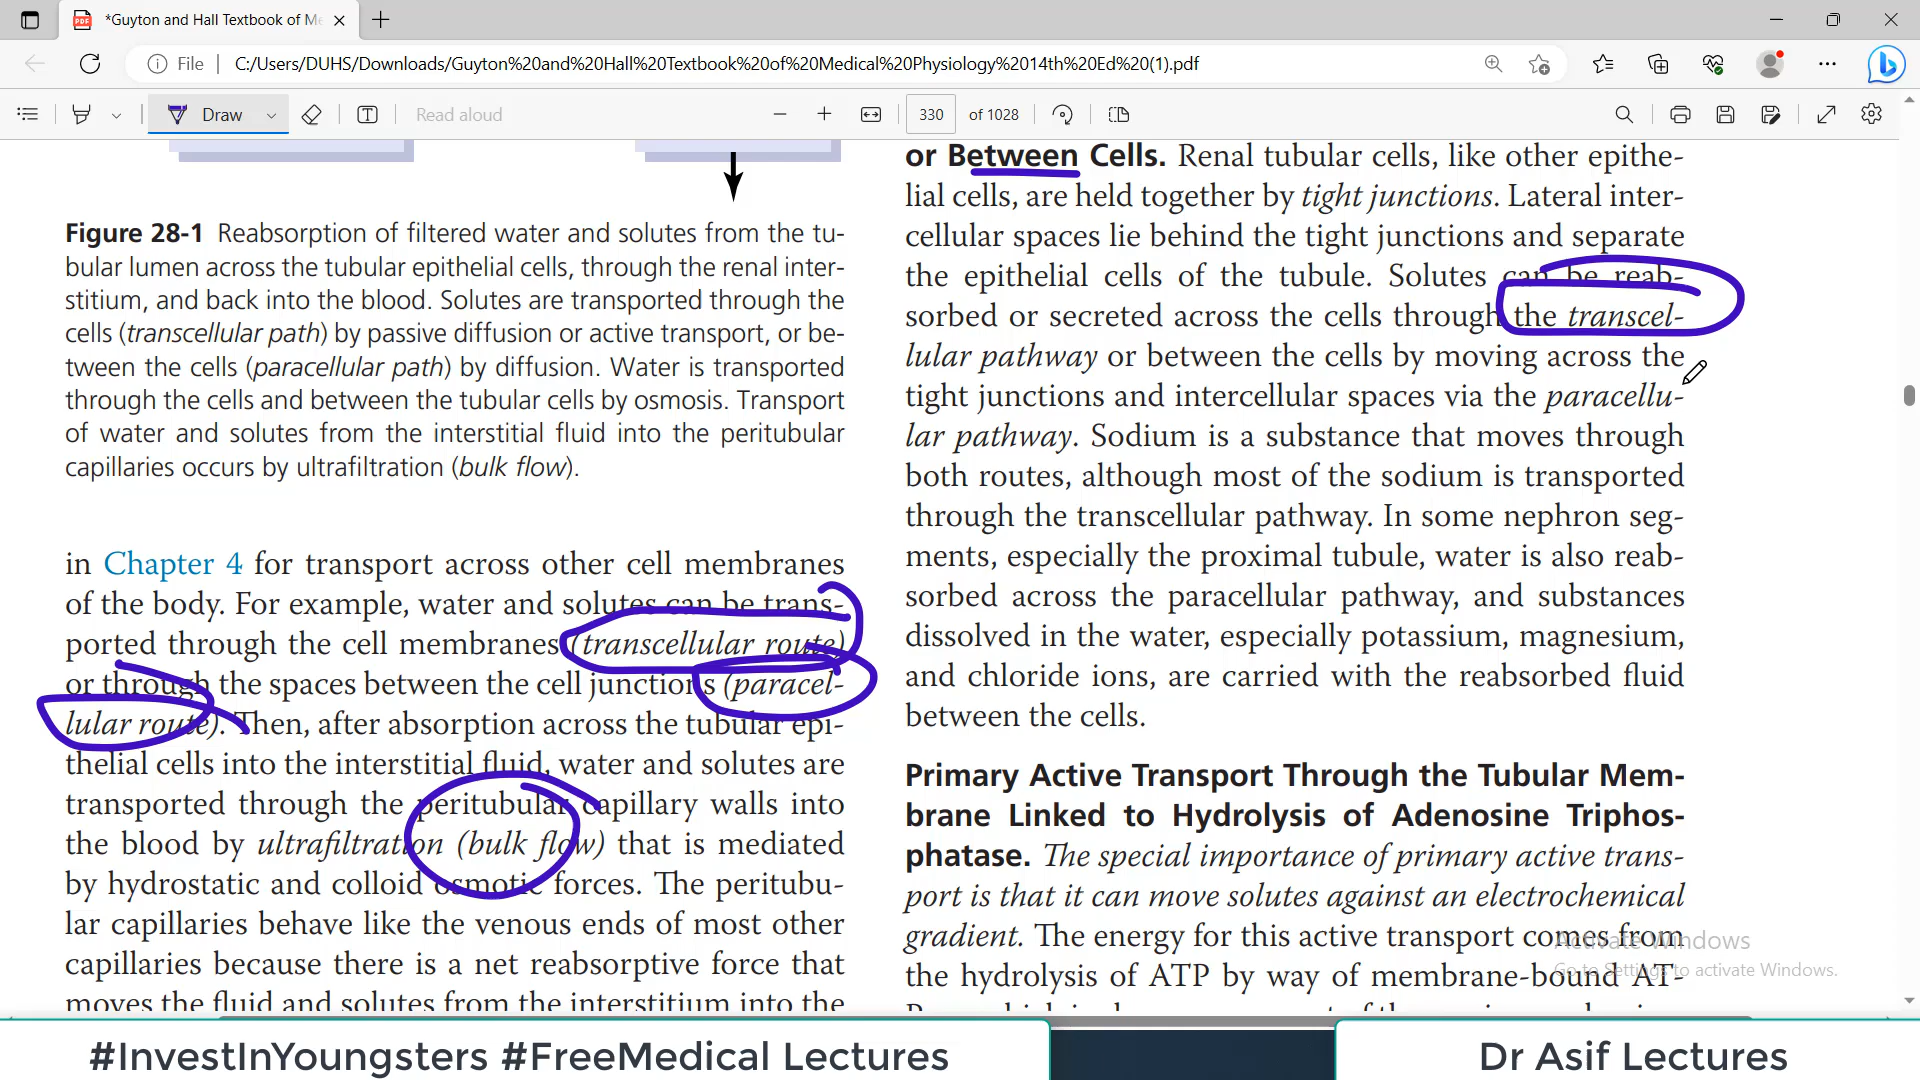 *Guyton and Hall Textbook of Me
File
C:/Users/DUHS/Downloads/Guyton%20and%20Hall%20Textbook%20of%20Medical%20Physiology%2014th%20Ed%20(1).pdf
Draw
Read aloud
330 of 1028
Figure 28-1 Reabsorption of filtered water and solutes from the tu-
bular lumen across the tubular epithelial cells, through the renal inter-
stitium, and back into the blood. Solutes are transported through the
cells (transcellular path) by passive diffusion or active transport, or be-
tween the cells (paracellular path) by diffusion. Water is transported
through the cells and between the tubular cells by osmosis. Transport
of water and solutes from the interstitial fluid into the peritubular
capillaries occurs by ultrafiltration (bulk flow).
in Chapter 4 for transport across other cell membranes
of the body. For example, water and solutes can be trans-
ported through the cell membranes (transcellular route)
or through the spaces between the cell junctions (paracel-
lular route). Then, after absorption across the tubular epi-
thelial cells into the interstitial fluid, water and solutes are
transported through the peritubular capillary walls into
the blood by ultrafiltration (bulk flow) that is mediated
by hydrostatic and colloid osmotic forces. The peritubu-
lar capillaries behave like the venous ends of most other
capillaries because there is a net reabsorptive force that
moves the fluid and solutes from the interstitium into the
or Between Cells. Renal tubular cells, like other epithe-
lial cells, are held together by tight junctions. Lateral inter-
cellular spaces lie behind the tight junctions and separate
the epithelial cells of the tubule. Solutes can be reab-
sorbed or secreted across the cells through the transcel-
lular pathway or between the cells by moving across the
tight junctions and intercellular spaces via the paracellu-
lar pathway. Sodium is a substance that moves through
both routes, although most of the sodium is transported
through the transcellular pathway. In some nephron seg-
ments, especially the proximal tubule, water is also reab-
sorbed across the paracellular pathway, and substances
dissolved in the water, especially potassium, magnesium,
and chloride ions, are carried with the reabsorbed fluid
between the cells.
Primary Active Transport Through the Tubular Mem-
brane Linked to Hydrolysis of Adenosine Triphos-
phatase. The special importance of primary active trans-
port is that it can move solutes against an electrochemical
gradient. The energy for this active transport comes from
the hydrolysis of ATP by way of membrane-bound AT-
Activate Windows
Go to Settings to activate Windows.
#InvestInYoungsters #FreeMedical Lectures
Dr Asif Lectures